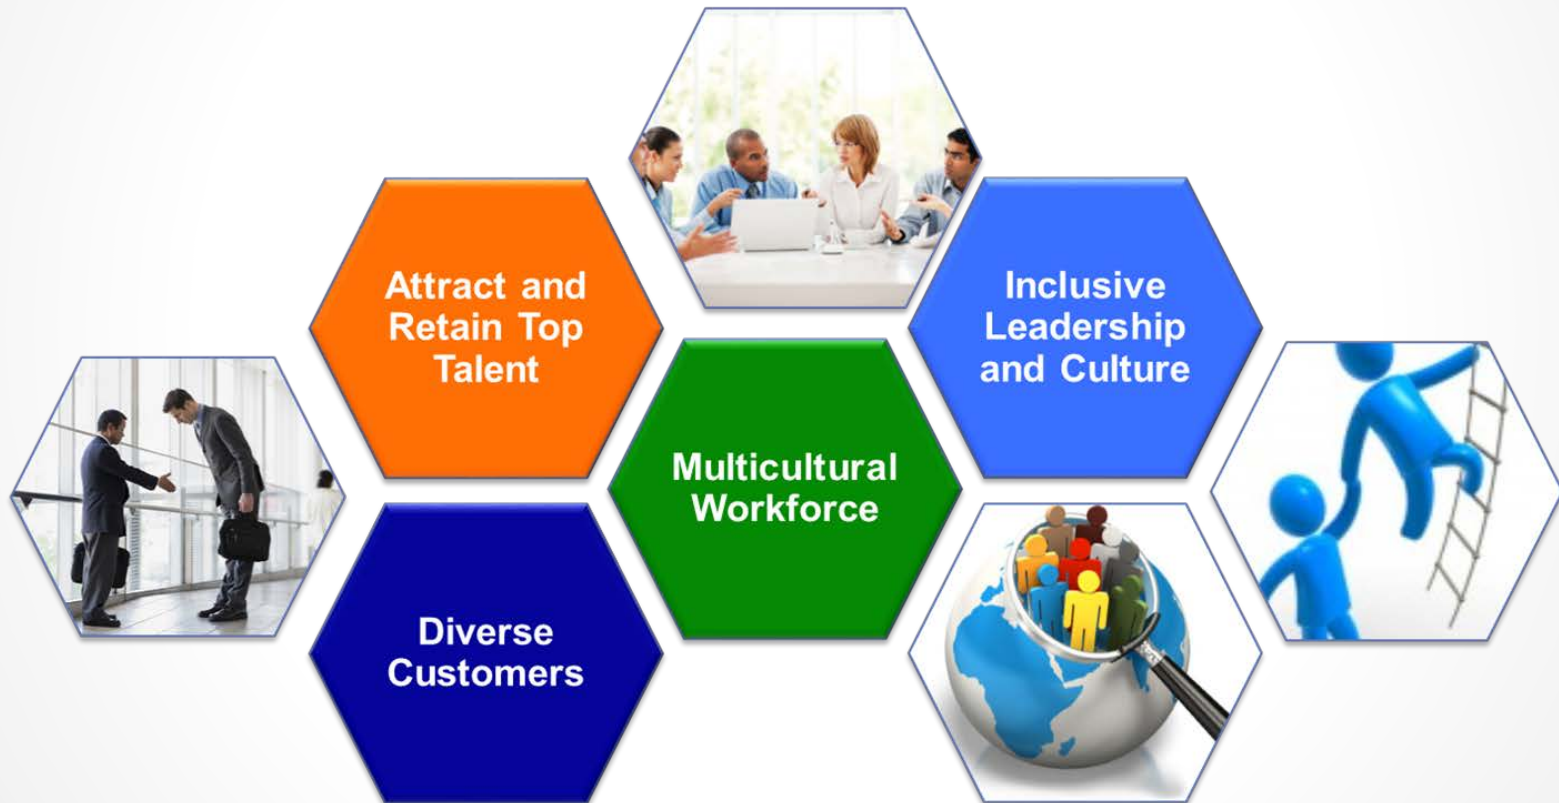 Attract and
Retain Top
Talent
Inclusive
Leadership
and Culture
Multicultural
Workforce
Diverse
Customers